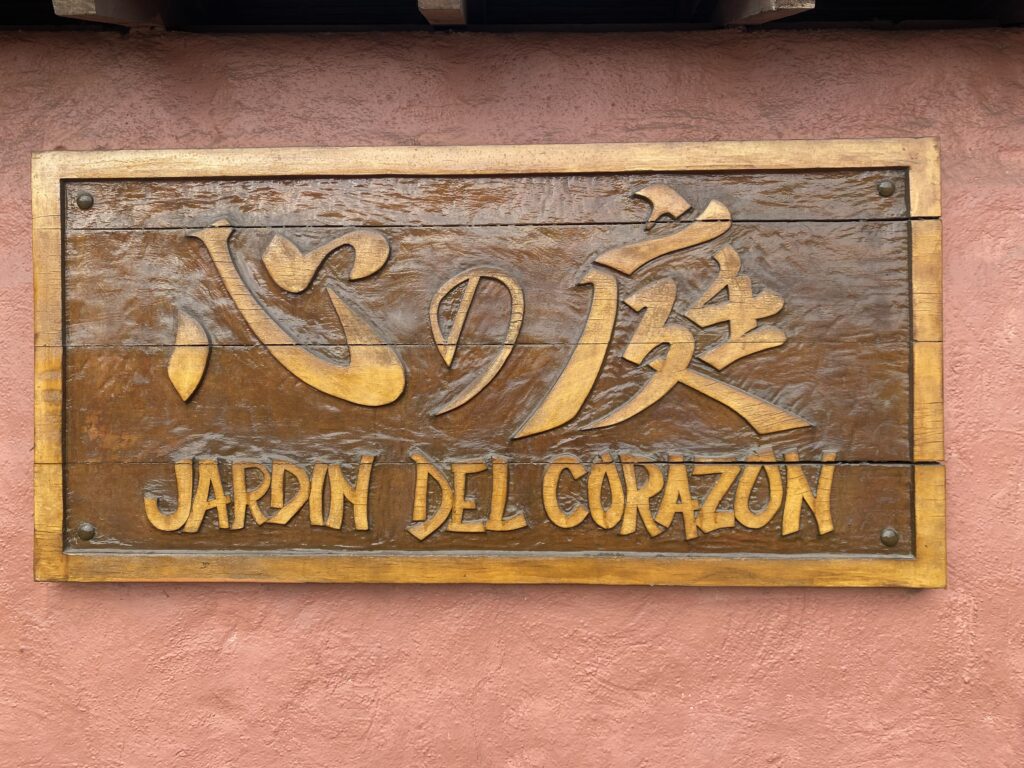 心の庭
JARDIN DEL CORAZON